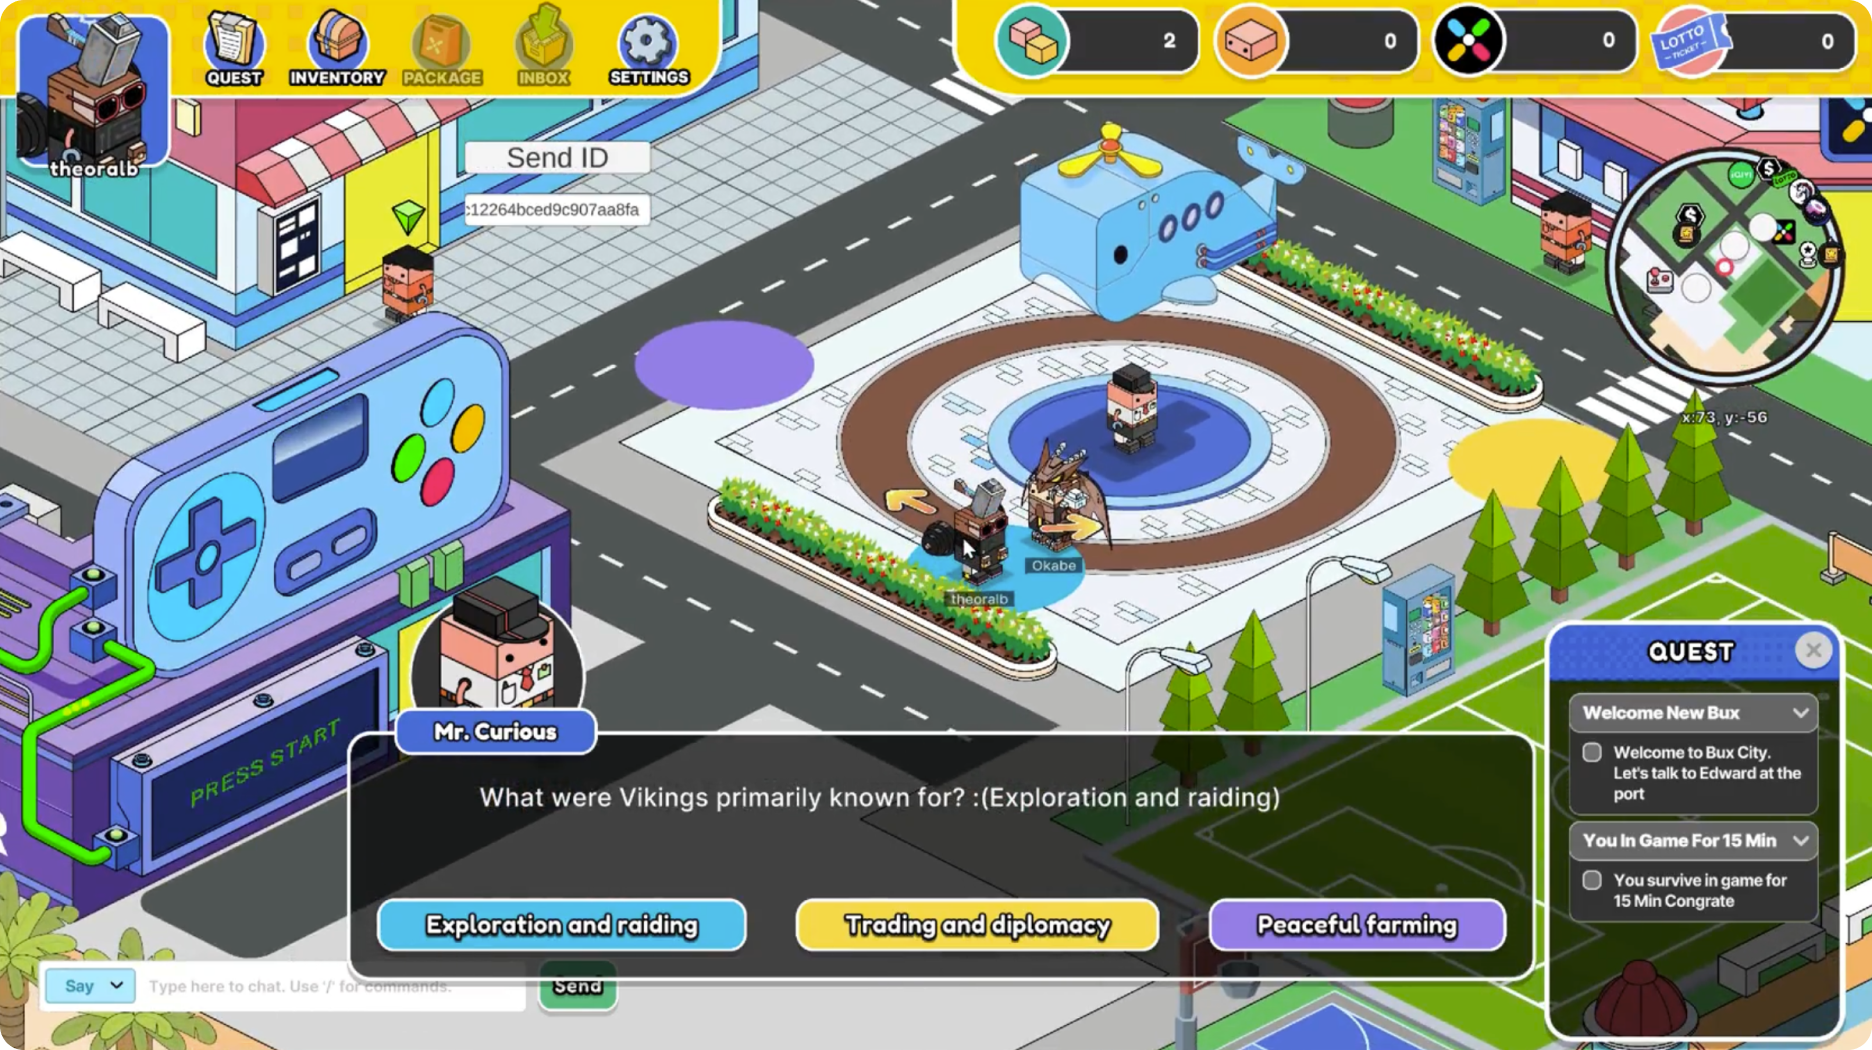 QUEST
INVENTORY
PACKAGE
INBOX
SETTINGS
2
0
0
LOTTO
TICKET
0
theoralb
Send ID
:12264bced9c907aa8fa
x:73, y:-56
Okabe
theoralb
PRESS START
Mr. Curious
What were Vikings primarily known for? :(Exploration and raiding)
Exploration and raiding
Trading and diplomacy
Peaceful farming
Say
Type here to chat. Use '/' for commands.
Send
QUEST
Welcome New Bux
Welcome to Bux City.
Let's talk to Edward at the
port
You In Game For 15 Min
You survive in game for
15 Min Congrate